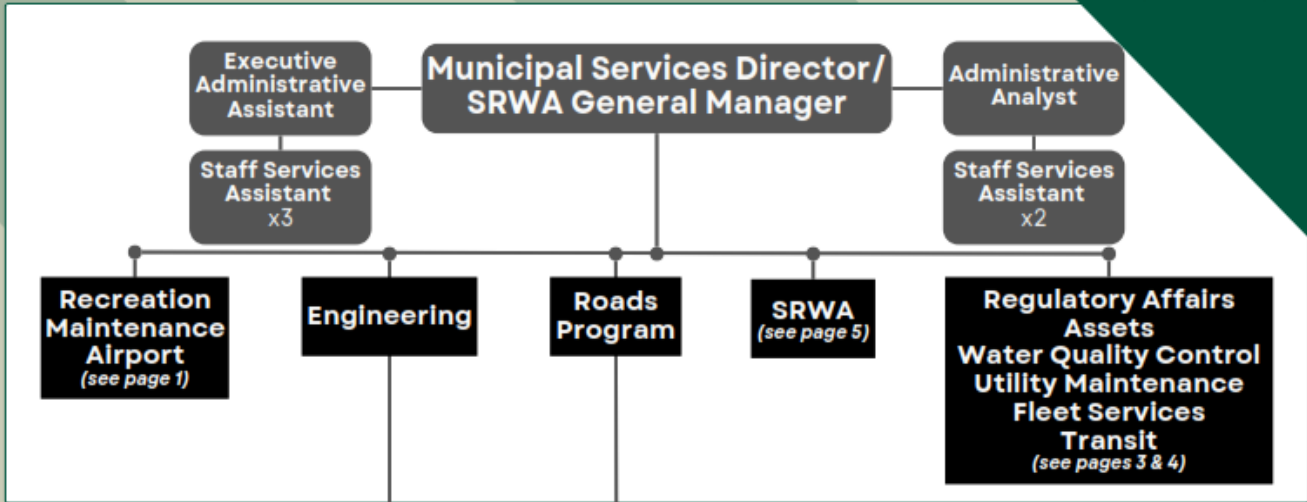 Executive
Administrative
Assistant
Municipal Services Director/
SRWA General Manager
Administrative
Analyst
Staff Services
Assistant
x3
Staff Services
Assistant
x2
Recreation
Maintenance
Airport
(see page 1)
Engineering
Roads
Program
SRWA
(see page 5)
Regulatory Affairs
Assets
Water Quality Control
Utility Maintenance
Fleet Services
Transit
(see pages 3 & 4)